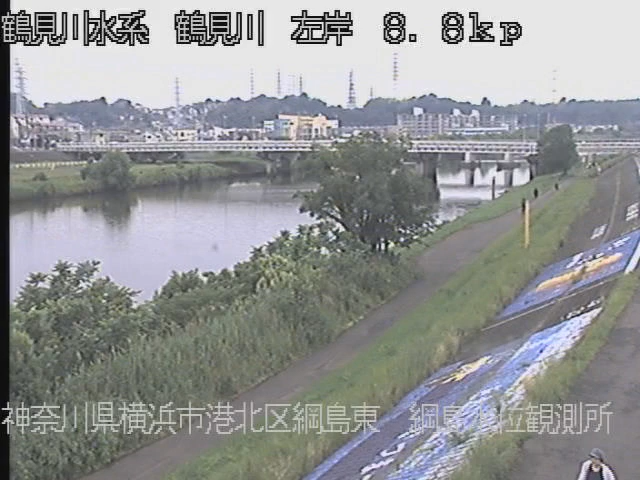 鶴見川水系　鶴見川　左岸　８．８ｋｐ
神奈川県横浜市港北区綱島東　綱島水位観測所